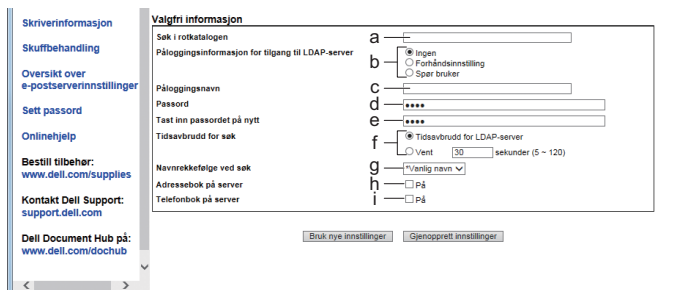 Skriverinformasjon
Skuffbehandling
Oversikt over
e-postserverinnstillinger
Sett passord
Onlinehjelp
Bestill tilbehør:
www.dell.com/supplies
Kontakt Dell Support:
support.dell.com
Dell Document Hub på:
www.dell.com/dochub
Valgfri informasjon
Søk i rotkatalogen a
Påloggingsinformasjon for tilgang til LDAP-server b Ingen
Forhåndsinnstilling
Spør bruker
Påloggingsnavn c
Passord d ••••
Tast inn passordet på nytt e ••••
Tidsavbrudd for søk f Tidsavbrudd for LDAP-server
Vent 30 sekunder (5 ~ 120)
Navnrekkefølge ved søk g *Vanlig navn
Adressebok på server h På
Telefonbok på server i På
Bruk nye innstillinger Gjenopprett innstillinger